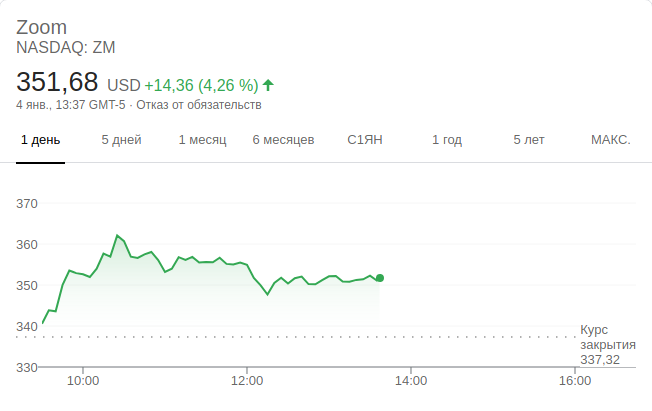 Zoom
NASDAQ: ZM
351,68 USD +14,36 (4,26 %)
4 янв., 13:37 GMT-5 · Отказ от обязательств
1 день 5 дней 1 месяц 6 месяцев С1ЯН 1 год 5 лет МАКС.
370
360
350
340
330
Курс
закрытия
337,32
10:00 12:00 14:00 16:00